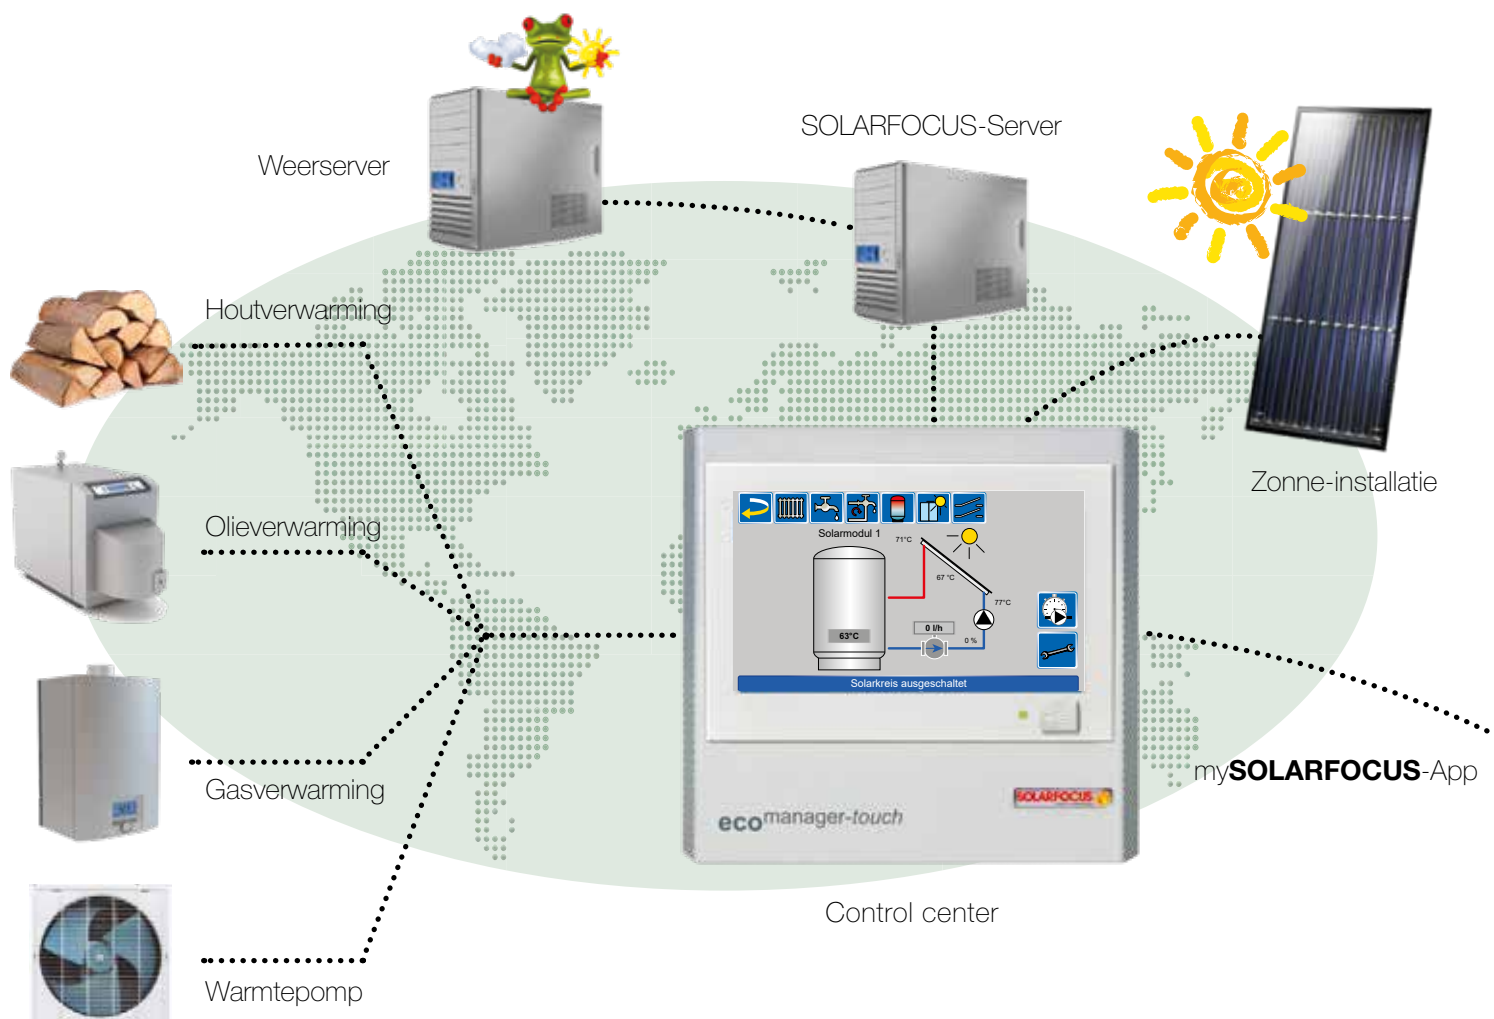 Weerserver
SOLARFOCUS-Server
Houtverwarming
Olieverwarming
Gasverwarming
Warmtepomp
Zonne-installatie
Solarmodul 1
71°C
67 °C
77°C
63°C
0 l/h
0 %
Solarkreis ausgeschaltet
SOLARFOCUS
ecomanager-touch
mySOLARFOCUS-App
Control center